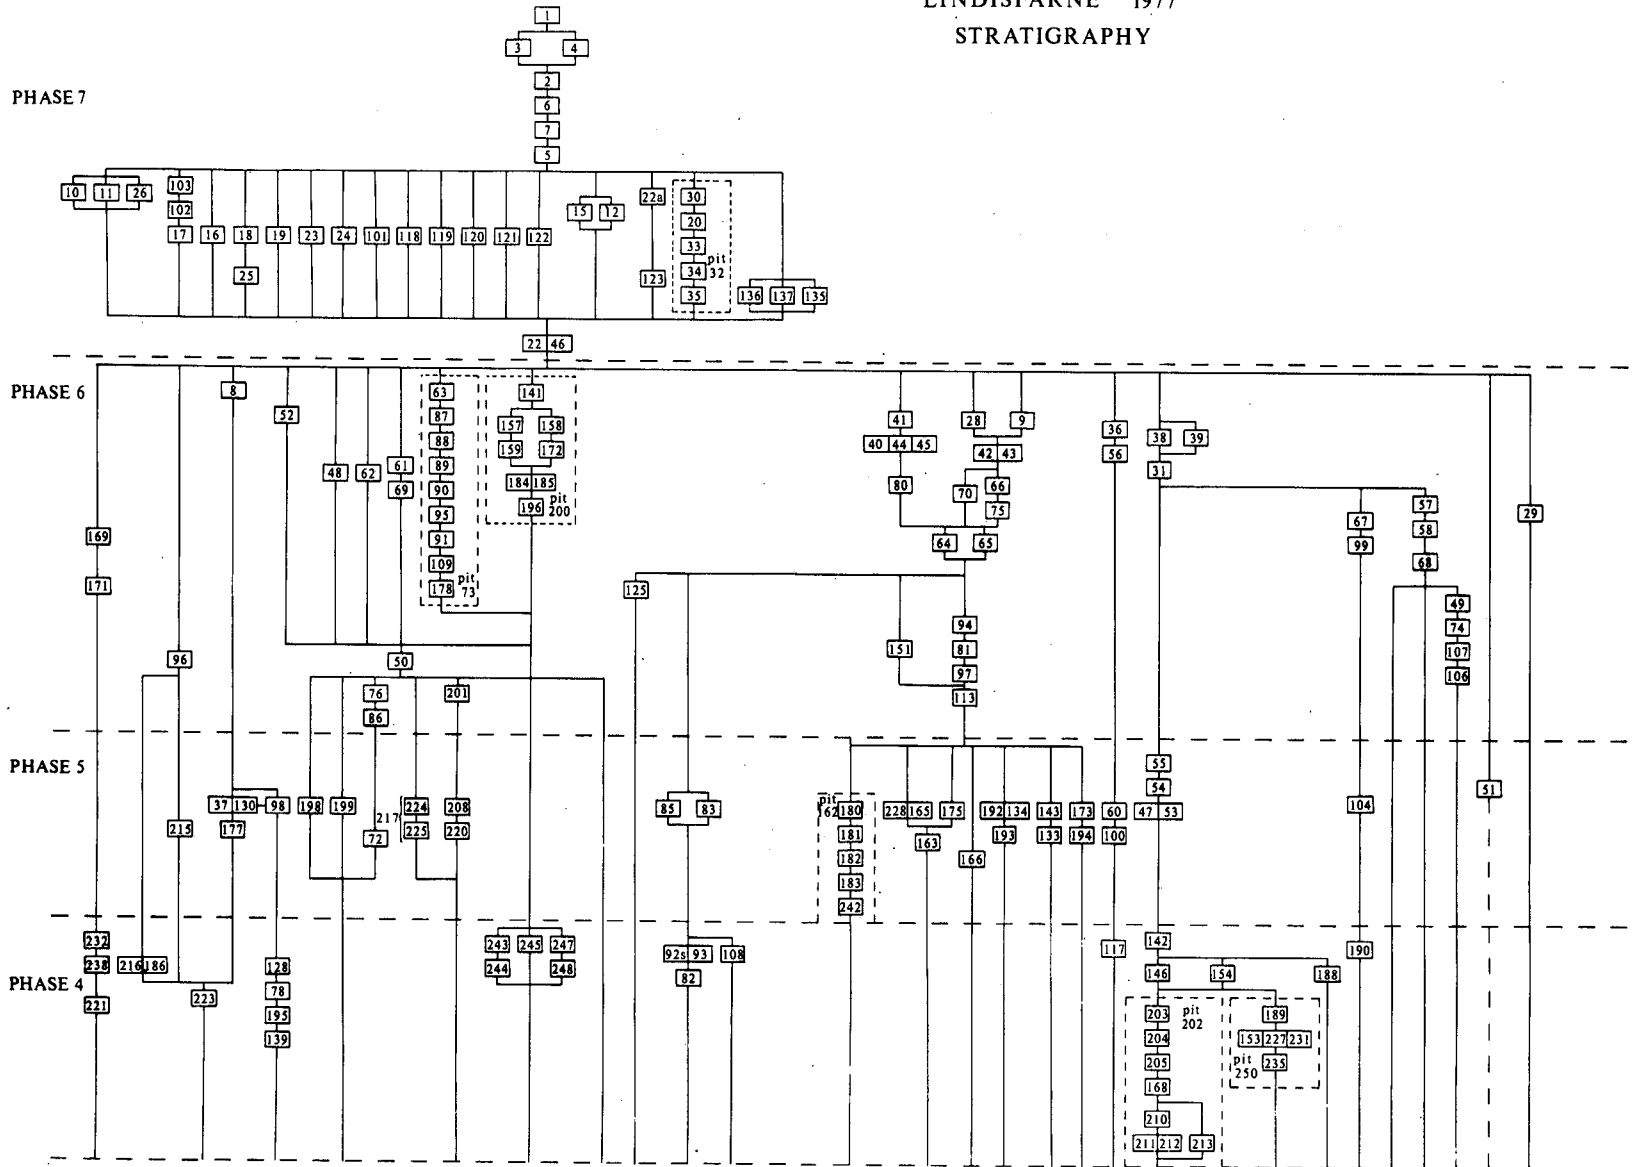 LINDISFARNE 1977
STRATIGRAPHY
1
3 4
2
PHASE 7
6
7
5
10 11 26 103 22a 30
102 15 12 20
17 16 18 19 23 24 101 118 119 120 121 122 33
25 123 34 pit 32
35 136 137 135
22 46
PHASE 6
8 63 141
52 87 157 158 41 28 9 36 38 39
88 159 172 40 44 45 42 43 56
48 62 61 89 31
69 90 184 185 80 70 66
95 196 pit 200 75 67 57 29
169 91 64 65 99 58
109 68
171 178 pit 73 125 49
94 74
96 50 151 81 107
97 106
76 201 113
86
PHASE 5
55
54 51
37 130 98 198 199 217 224 208 85 83 pit 162 180 228 165 175 192 134 143 173 60 47 53 104
215 177 72 225 220 181 163 193 133 194 100
182 166
183
242
232 243 245 247 92s 93 108 117 142 190
238 216 186 128 244 248 82 146 154 188
PHASE 4
221 223 78 203 pit 202 189
195 204 153 227 231
139 205 pit 250 235
168
210
211 212 213